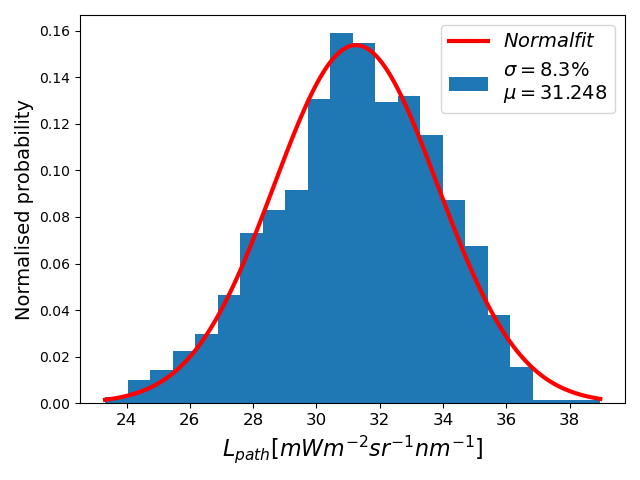 Normalfit
σ = 8.3%
μ = 31.248
0.16
0.14
0.12
0.10
0.08
0.06
0.04
0.02
0.00
Normalised probability
24 26 28 30 32 34 36 38
L_path[mWm⁻²sr⁻¹nm⁻¹]